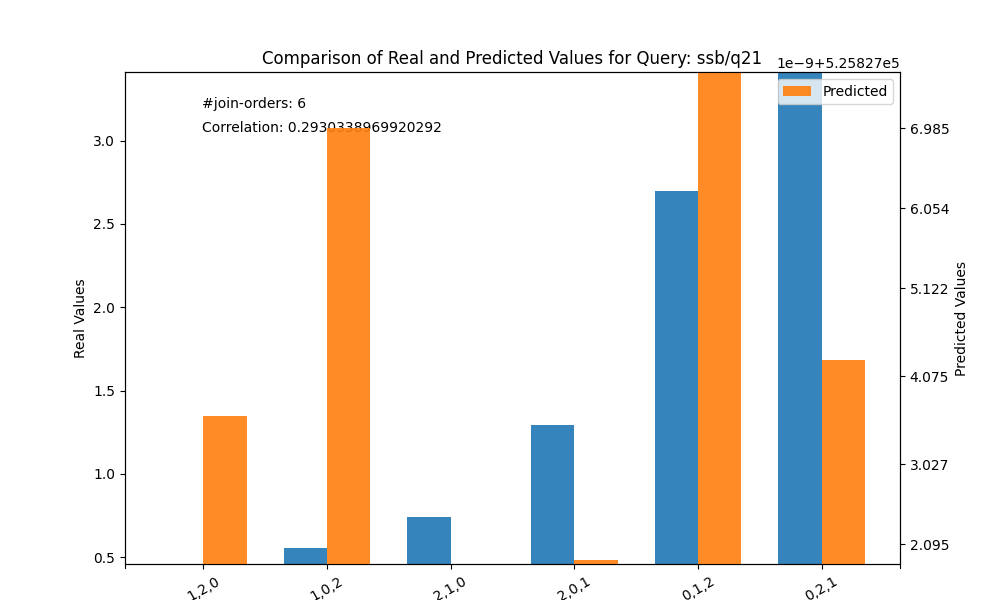 Comparison of Real and Predicted Values for Query: ssb/q21
1e−9+5.25827e5
#join-orders: 6
Correlation: 0.2930338969920292
Predicted
3.0
2.5
2.0
1.5
1.0
0.5
Real Values
6.985
6.054
5.122
4.075
3.027
2.095
Predicted Values
1,2,0
1,0,2
2,1,0
2,0,1
0,1,2
0,2,1